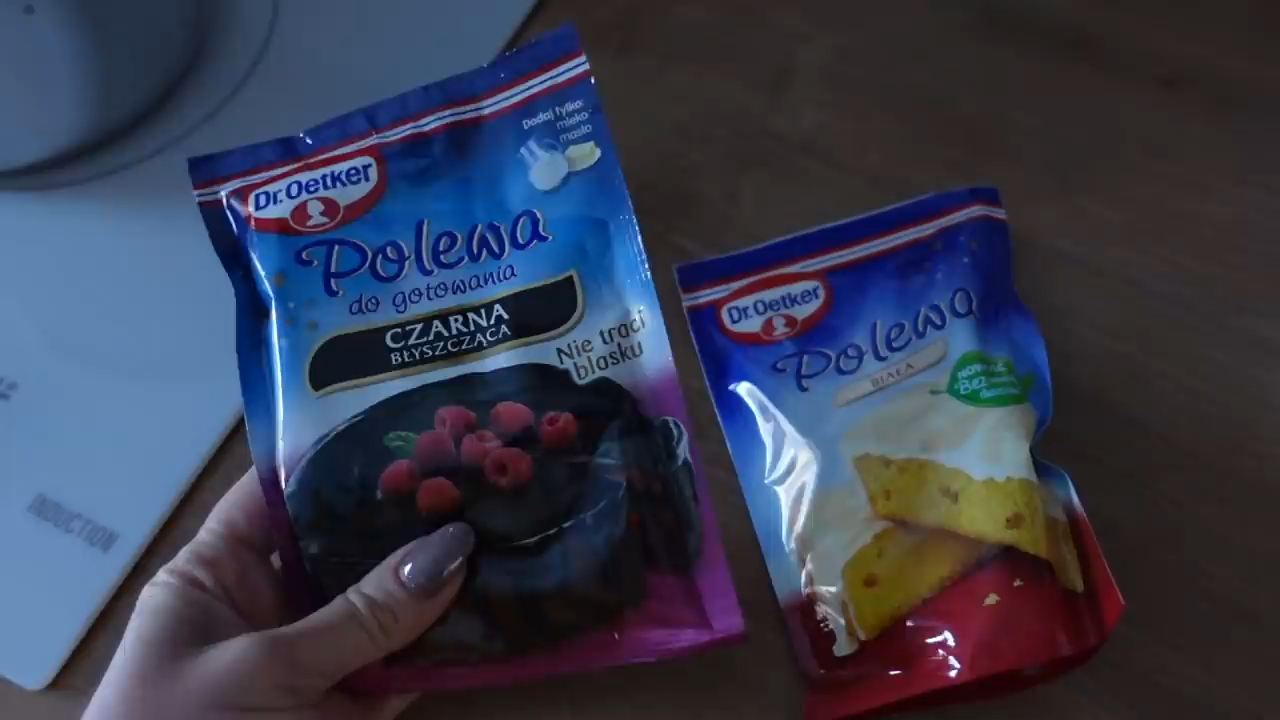 Dodaj tylko:
mleko
masło
Dr.Oetker
Polewa
do gotowania
CZARNA
BŁYSZCZĄCA
Nie traci
blasku
Dr.Oetker
Polewa
BIAŁA
NOWOŚĆ
Bez
INDUCTION